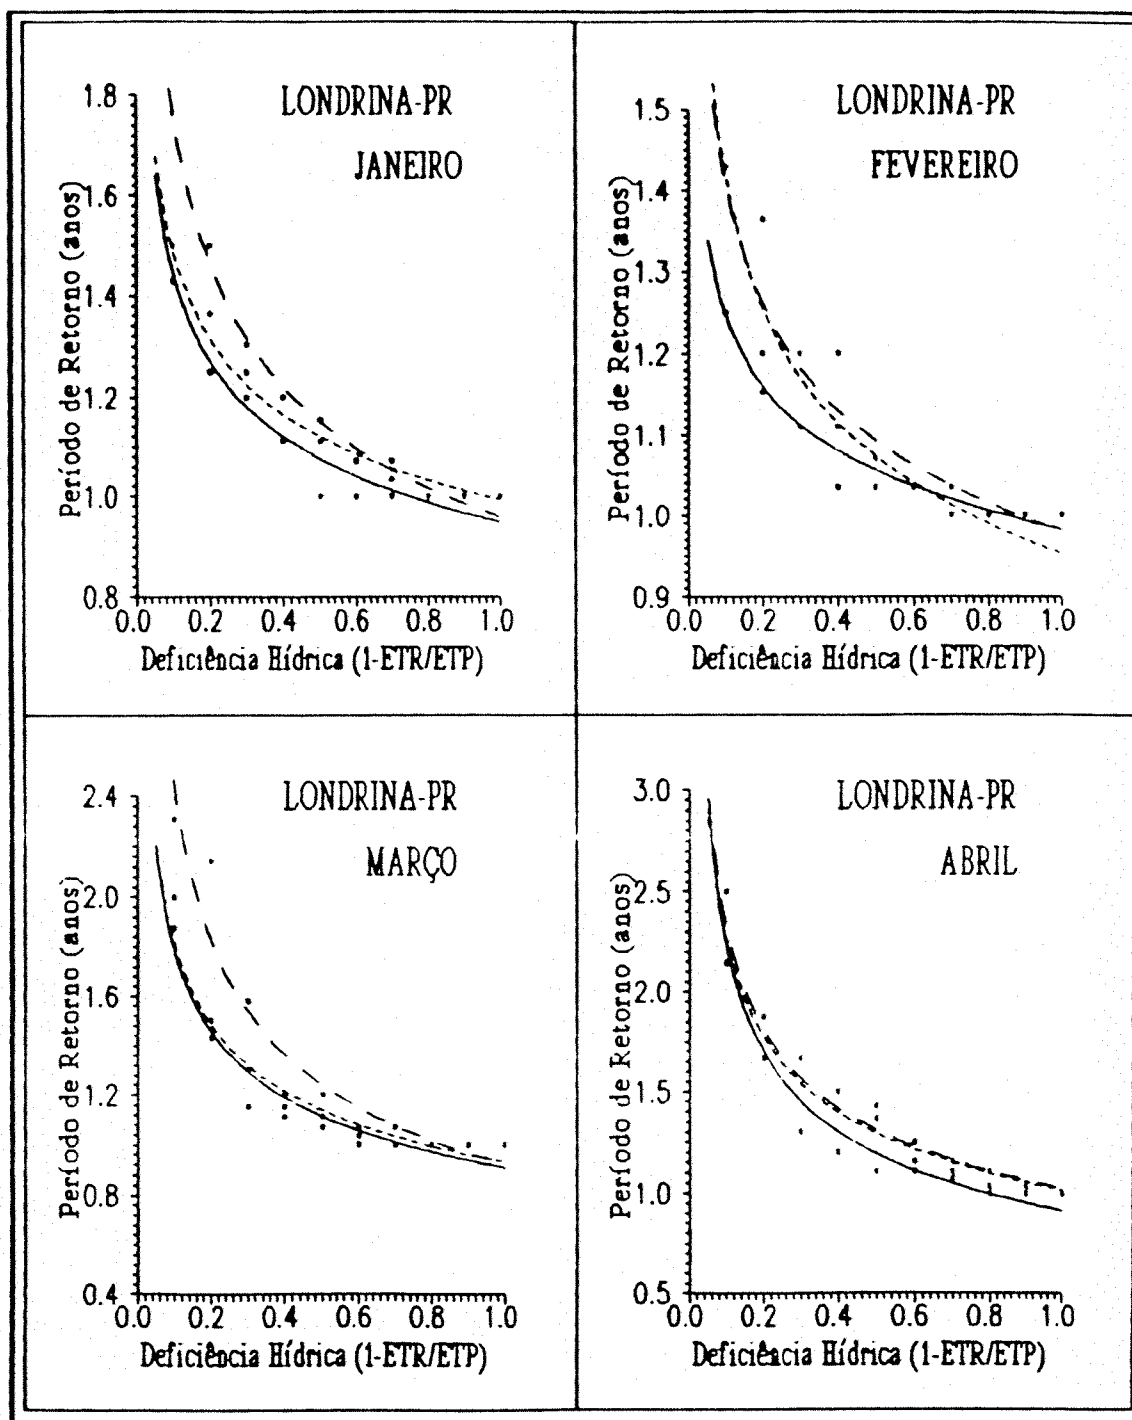 LONDRINA-PR
JANEIRO
Período de Retorno (anos)
1.8
1.6
1.4
1.2
1.0
0.8
0.0 0.2 0.4 0.6 0.8 1.0
Deficiência Hídrica (1-ETR/ETP)
LONDRINA-PR
FEVEREIRO
Período de Retorno (anos)
1.5
1.4
1.3
1.2
1.1
1.0
0.9
0.0 0.2 0.4 0.6 0.8 1.0
Deficiência Hídrica (1-ETR/ETP)
LONDRINA-PR
MARÇO
Período de Retorno (anos)
2.4
2.0
1.6
1.2
0.8
0.4
0.0 0.2 0.4 0.6 0.8 1.0
Deficiência Hídrica (1-ETR/ETP)
LONDRINA-PR
ABRIL
Período de Retorno (anos)
3.0
2.5
2.0
1.5
1.0
0.5
0.0 0.2 0.4 0.6 0.8 1.0
Deficiência Hídrica (1-ETR/ETP)